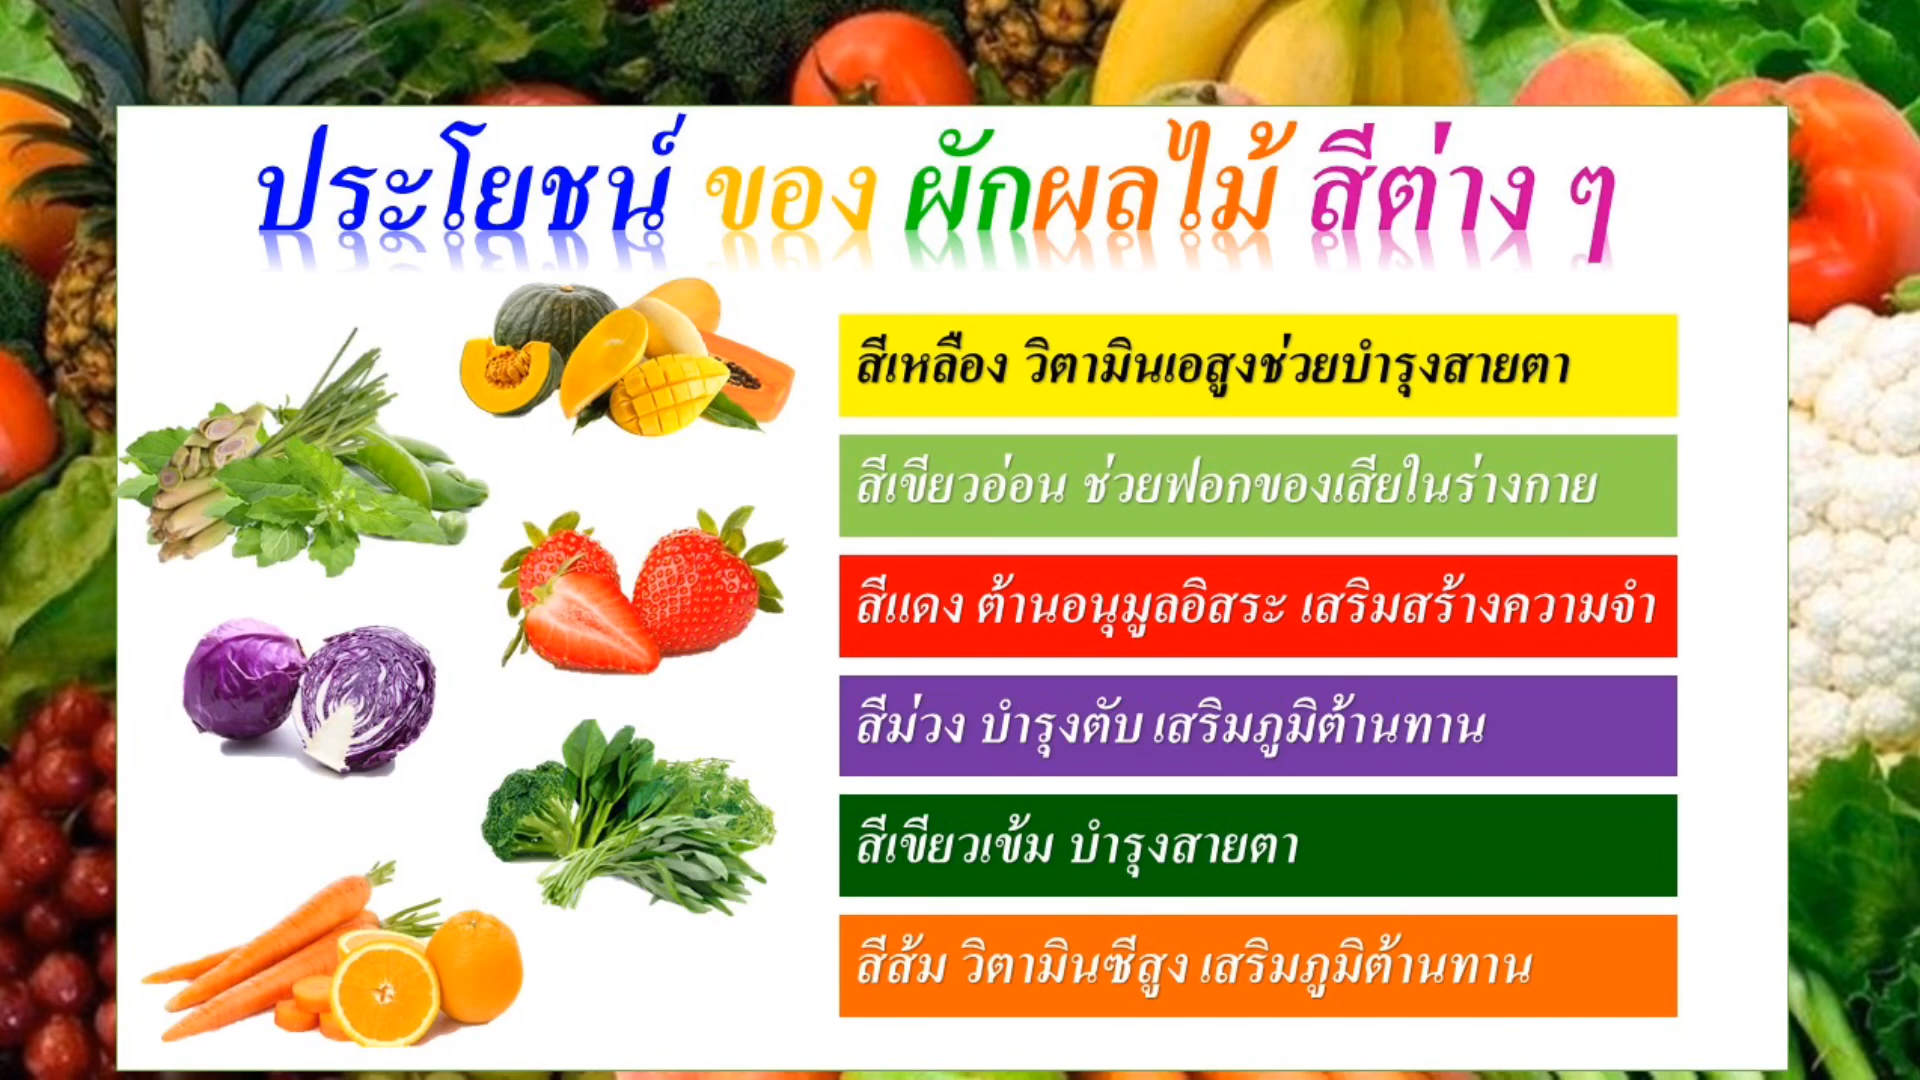 ประโยชน์ ของ ผักผลไม้ สีต่าง ๆ
สีเหลือง วิตามินเอสูงช่วยบำรุงสายตา
สีเขียวอ่อน ช่วยฟอกของเสียในร่างกาย
สีแดง ต้านอนุมูลอิสระ เสริมสร้างความจำ
สีม่วง บำรุงตับ เสริมภูมิต้านทาน
สีเขียวเข้ม บำรุงสายตา
สีส้ม วิตามินซีสูง เสริมภูมิต้านทาน